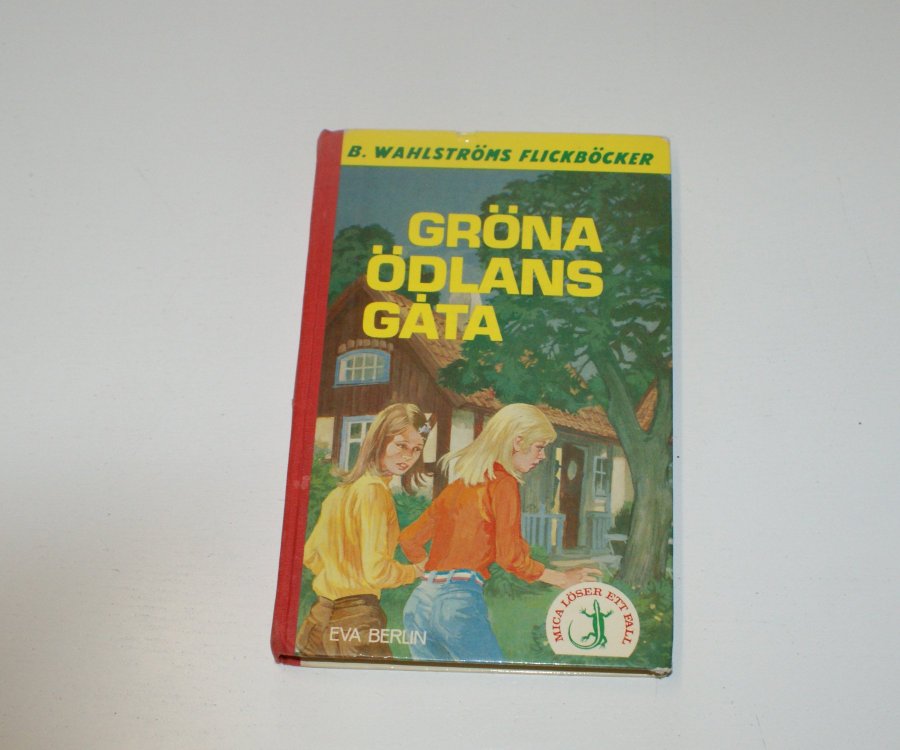 B. WAHLSTRÖMS FLICKBÖCKER
GRÖNA
ÖDLANS
GÅTA
EVA BERLIN
MICA LÖSER ETT FALL